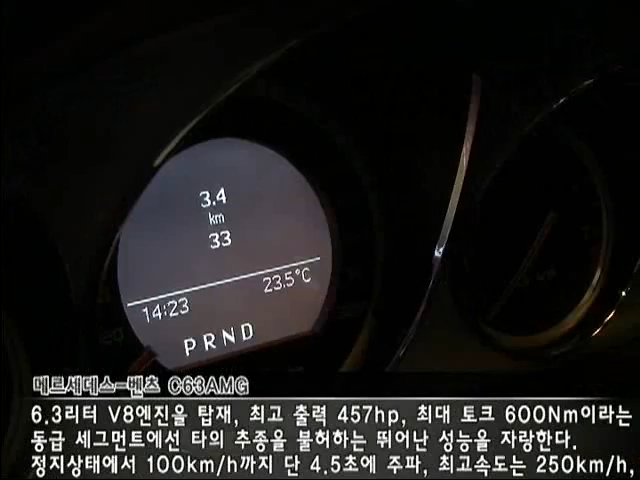 3.4
km
33
23.5°C
14:23
PRND
메르세데스-벤츠 C63AMG
6.3리터 V8엔진을 탑재, 최고 출력 457hp, 최대 토크 600Nm이라는
동급 세그먼트에선 타의 추종을 불허하는 뛰어난 성능을 자랑한다.
정지상태에서 100km/h까지 단 4.5초에 주파, 최고속도는 250km/h,